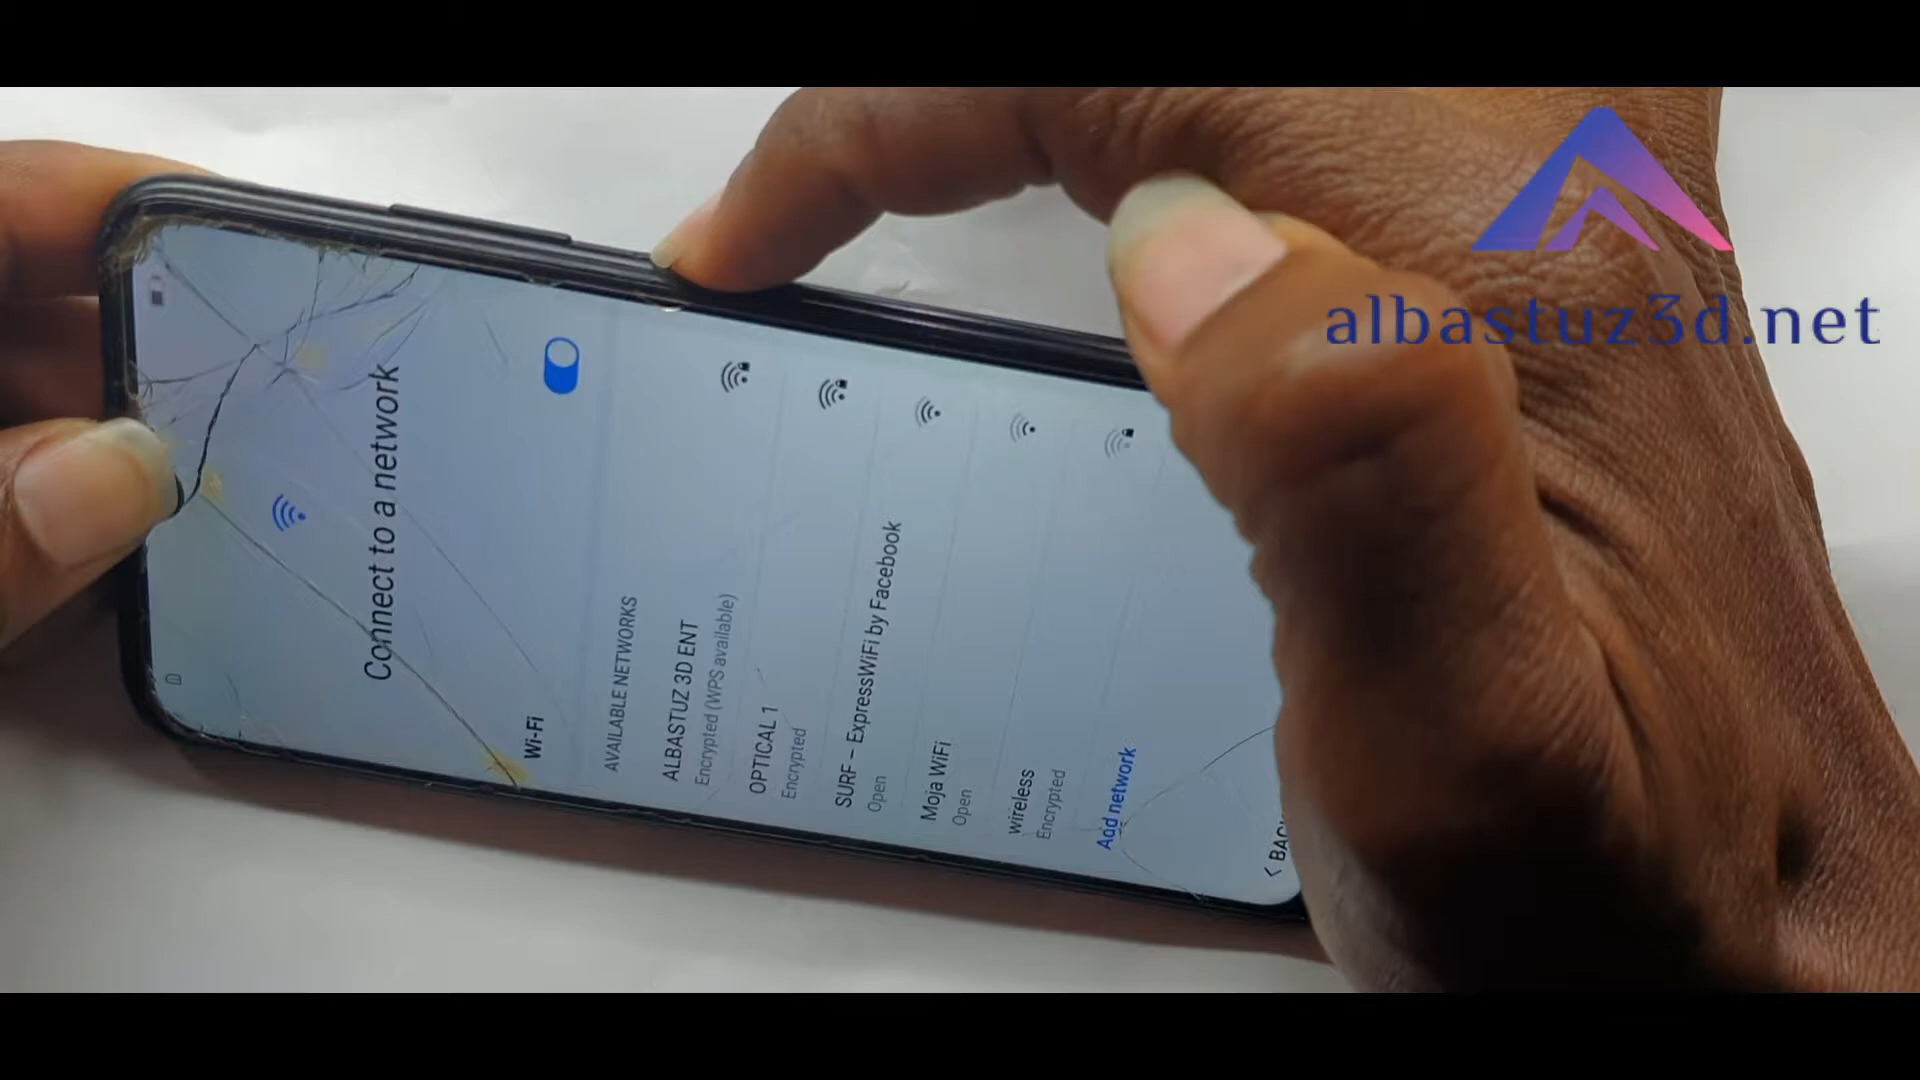 albastuz3d.net
Connect to a network
Wi-Fi
AVAILABLE NETWORKS
ALBASTUZ 3D ENT
Encrypted (WPS available)
OPTICAL 1
Encrypted
SURF – ExpressWiFi by Facebook
Open
Moja WiFi
Open
wireless
Encrypted
Add network